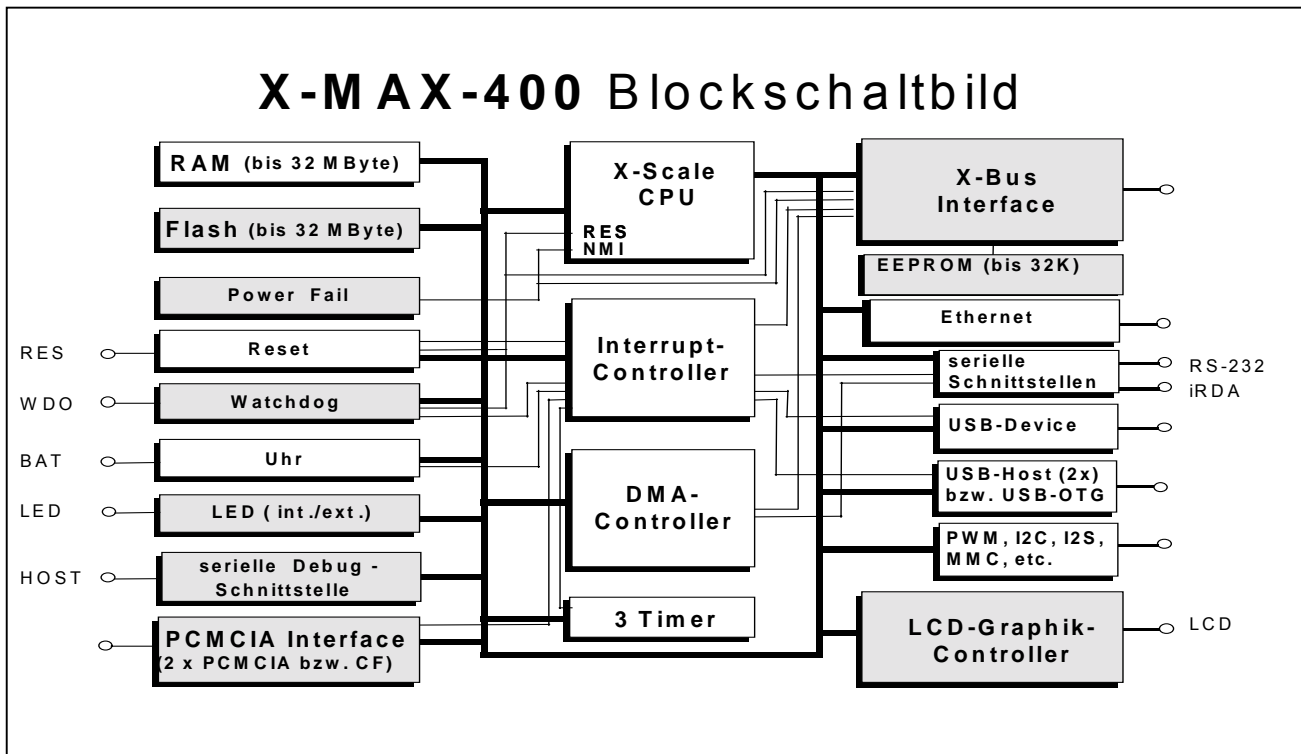 X-MAX-400 Blockschaltbild
RAM (bis 32 MByte)
Flash (bis 32 MByte)
Power Fail
RES
Reset
WDO
Watchdog
BAT
Uhr
LED
LED (int./ext.)
HOST
serielle Debug-
Schnittstelle
PCMCIA Interface
(2 x PCMCIA bzw. CF)
X-Scale
CPU
RES
NMI
Interrupt-
Controller
DMA-
Controller
3 Timer
X-Bus
Interface
EEPROM (bis 32K)
Ethernet
serielle
Schnittstellen
RS-232
iRDA
USB-Device
USB-Host (2x)
bzw. USB-OTG
PWM, I2C, I2S,
MMC, etc.
LCD-Graphik-
Controller
LCD